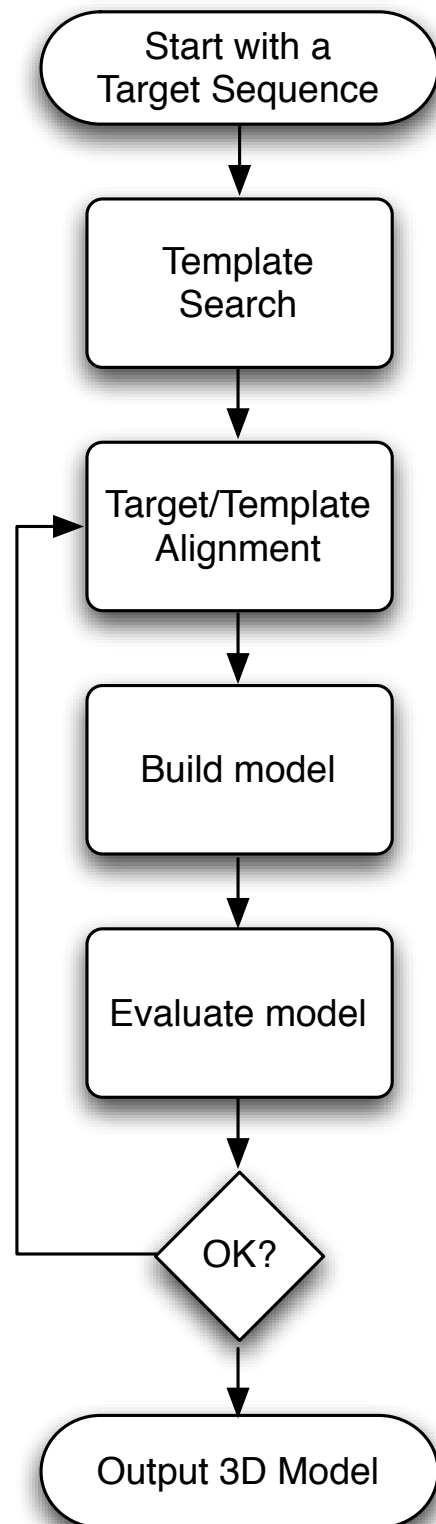 Start with a
Target Sequence
Template
Search
Target/Template
Alignment
Build model
Evaluate model
OK?
Output 3D Model